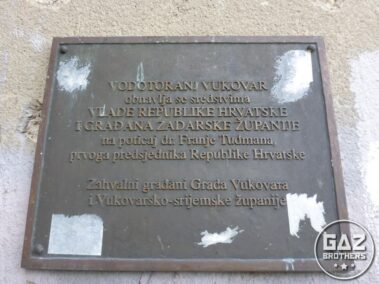 VODOTORANJ VUKOVAR
obnavlja se sredstvima
VLADE REPUBLIKE HRVATSKE
I GRAĐANA ZADARSKE ŽUPANIJE
na poticaj dr. Franje Tuđmana,
prvoga predsjednika Republike Hrvatske
Zahvalni građani Grada Vukovara
i Vukovarsko-srijemske županije
GAZ
BROTHERS